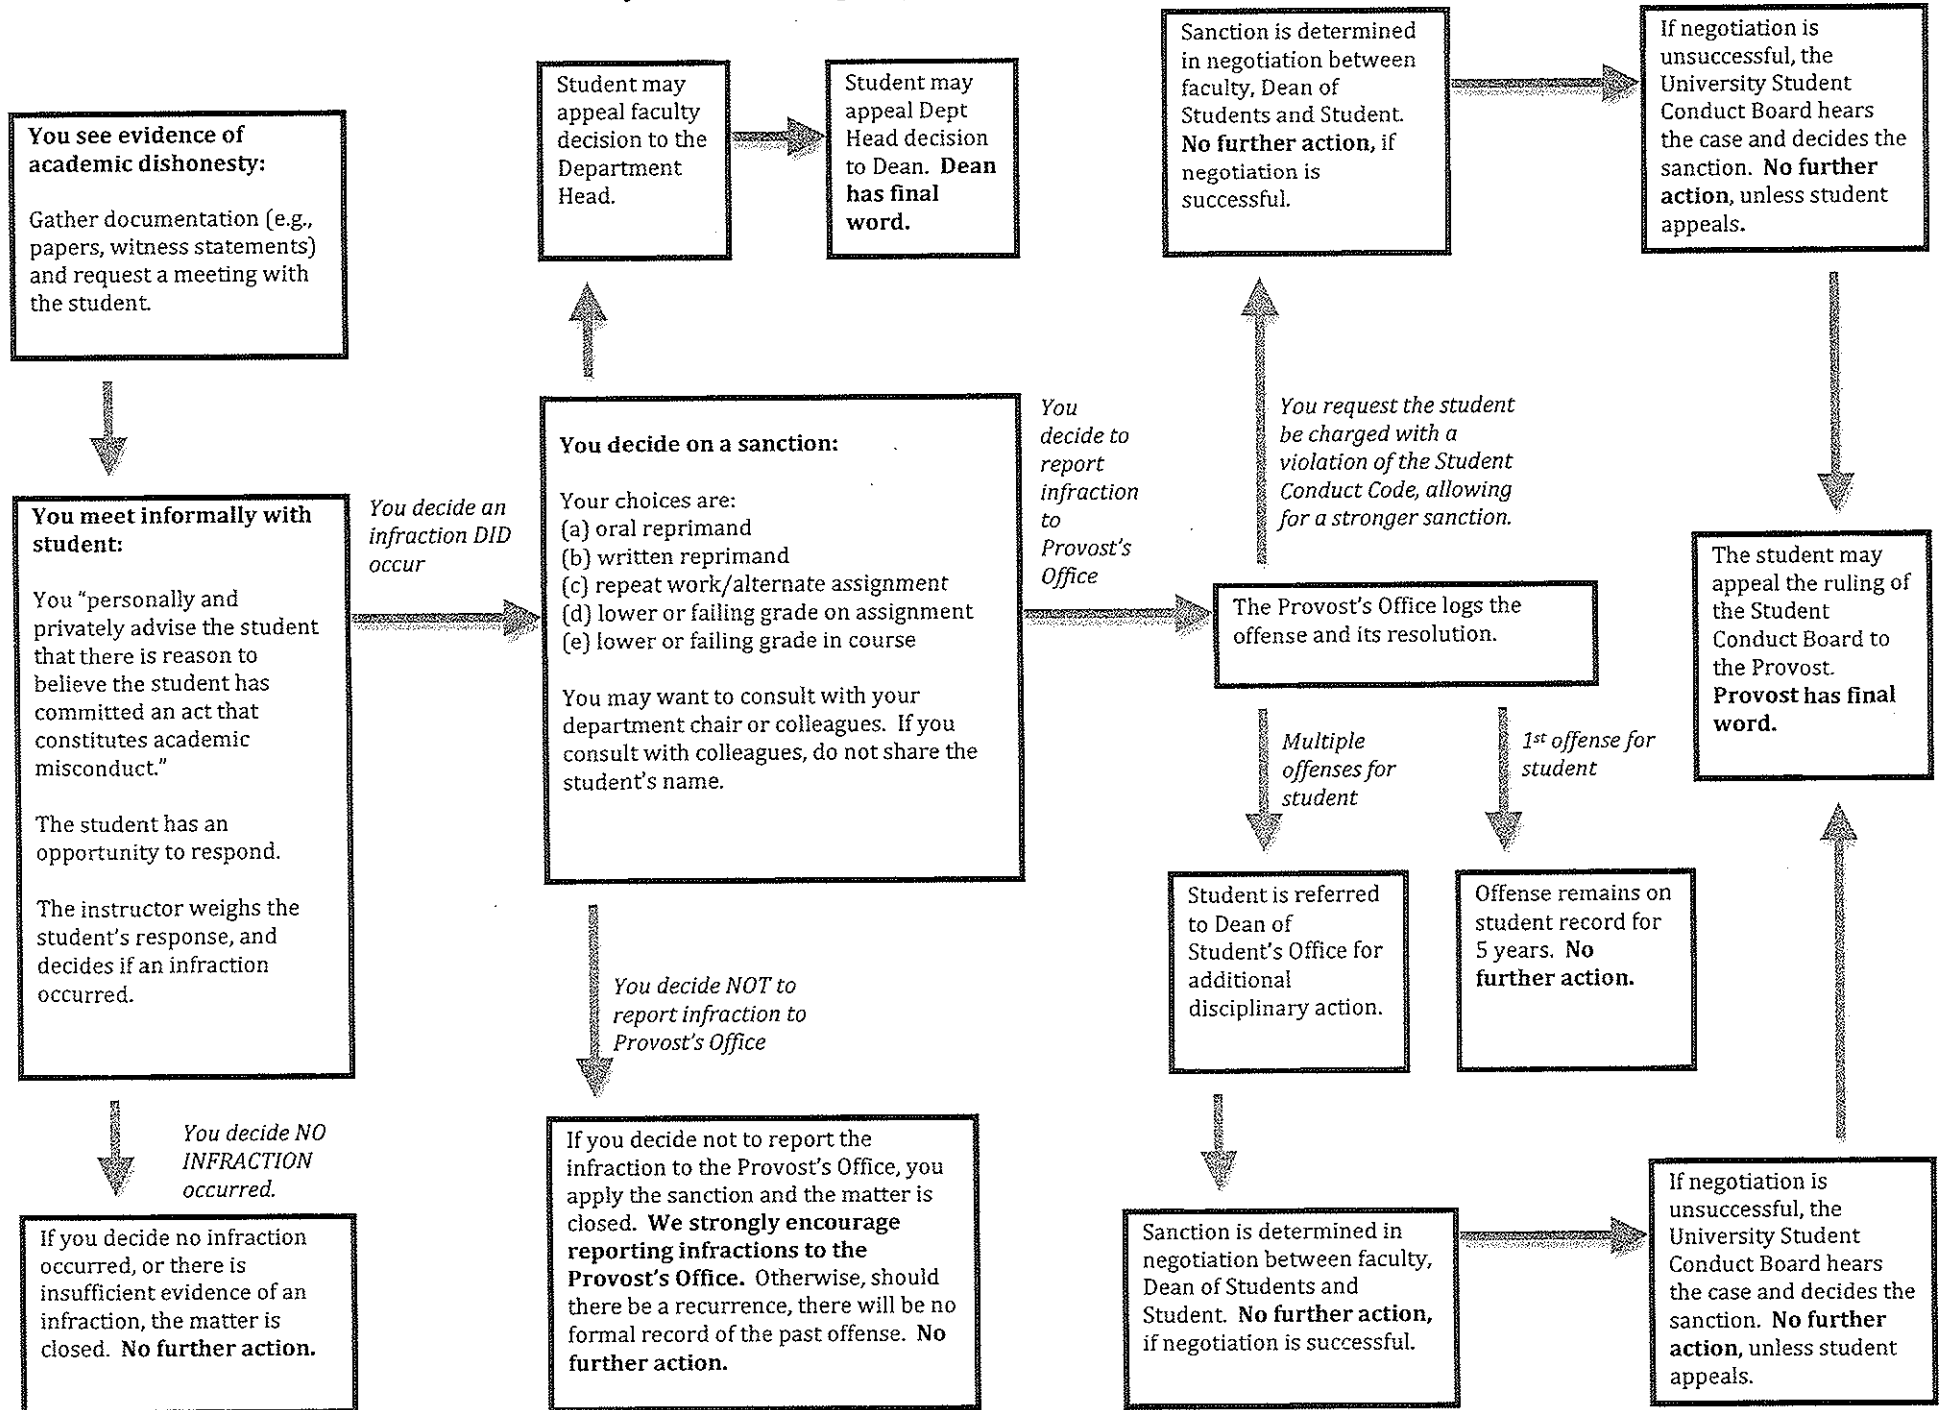 You see evidence of
academic dishonesty:
Gather documentation (e.g.,
papers, witness statements)
and request a meeting with
the student.
You meet informally with
student:
You "personally and
privately advise the student
that there is reason to
believe the student has
committed an act that
constitutes academic
misconduct."
The student has an
opportunity to respond.
The instructor weighs the
student's response, and
decides if an infraction
occurred.
You decide NO
INFRACTION
occurred.
If you decide no infraction
occurred, or there is
insufficient evidence of an
infraction, the matter is
closed. No further action.
You decide an
infraction DID
occur
Student may
appeal faculty
decision to the
Department
Head.
Student may
appeal Dept
Head decision
to Dean. Dean
has final
word.
You decide on a sanction:
Your choices are:
(a) oral reprimand
(b) written reprimand
(c) repeat work/alternate assignment
(d) lower or failing grade on assignment
(e) lower or failing grade in course
You may want to consult with your
department chair or colleagues. If you
consult with colleagues, do not share the
student's name.
You decide NOT to
report infraction to
Provost's Office
If you decide not to report the
infraction to the Provost's Office, you
apply the sanction and the matter is
closed. We strongly encourage
reporting infractions to the
Provost's Office. Otherwise, should
there be a recurrence, there will be no
formal record of the past offense. No
further action.
You
decide to
report
infraction
to
Provost's
Office
Sanction is determined
in negotiation between
faculty, Dean of
Students and Student.
No further action, if
negotiation is
successful.
If negotiation is
unsuccessful, the
University Student
Conduct Board hears
the case and decides the
sanction. No further
action, unless student
appeals.
You request the student
be charged with a
violation of the Student
Conduct Code, allowing
for a stronger sanction.
The Provost's Office logs the
offense and its resolution.
The student may
appeal the ruling of
the Student
Conduct Board to
the Provost.
Provost has final
word.
Multiple
offenses for
student
1st offense for
student
Student is referred
to Dean of
Student's Office for
additional
disciplinary action.
Offense remains on
student record for
5 years. No
further action.
Sanction is determined in
negotiation between faculty,
Dean of Students and
Student. No further action,
if negotiation is successful.
If negotiation is
unsuccessful, the
University Student
Conduct Board hears
the case and decides the
sanction. No further
action, unless student
appeals.